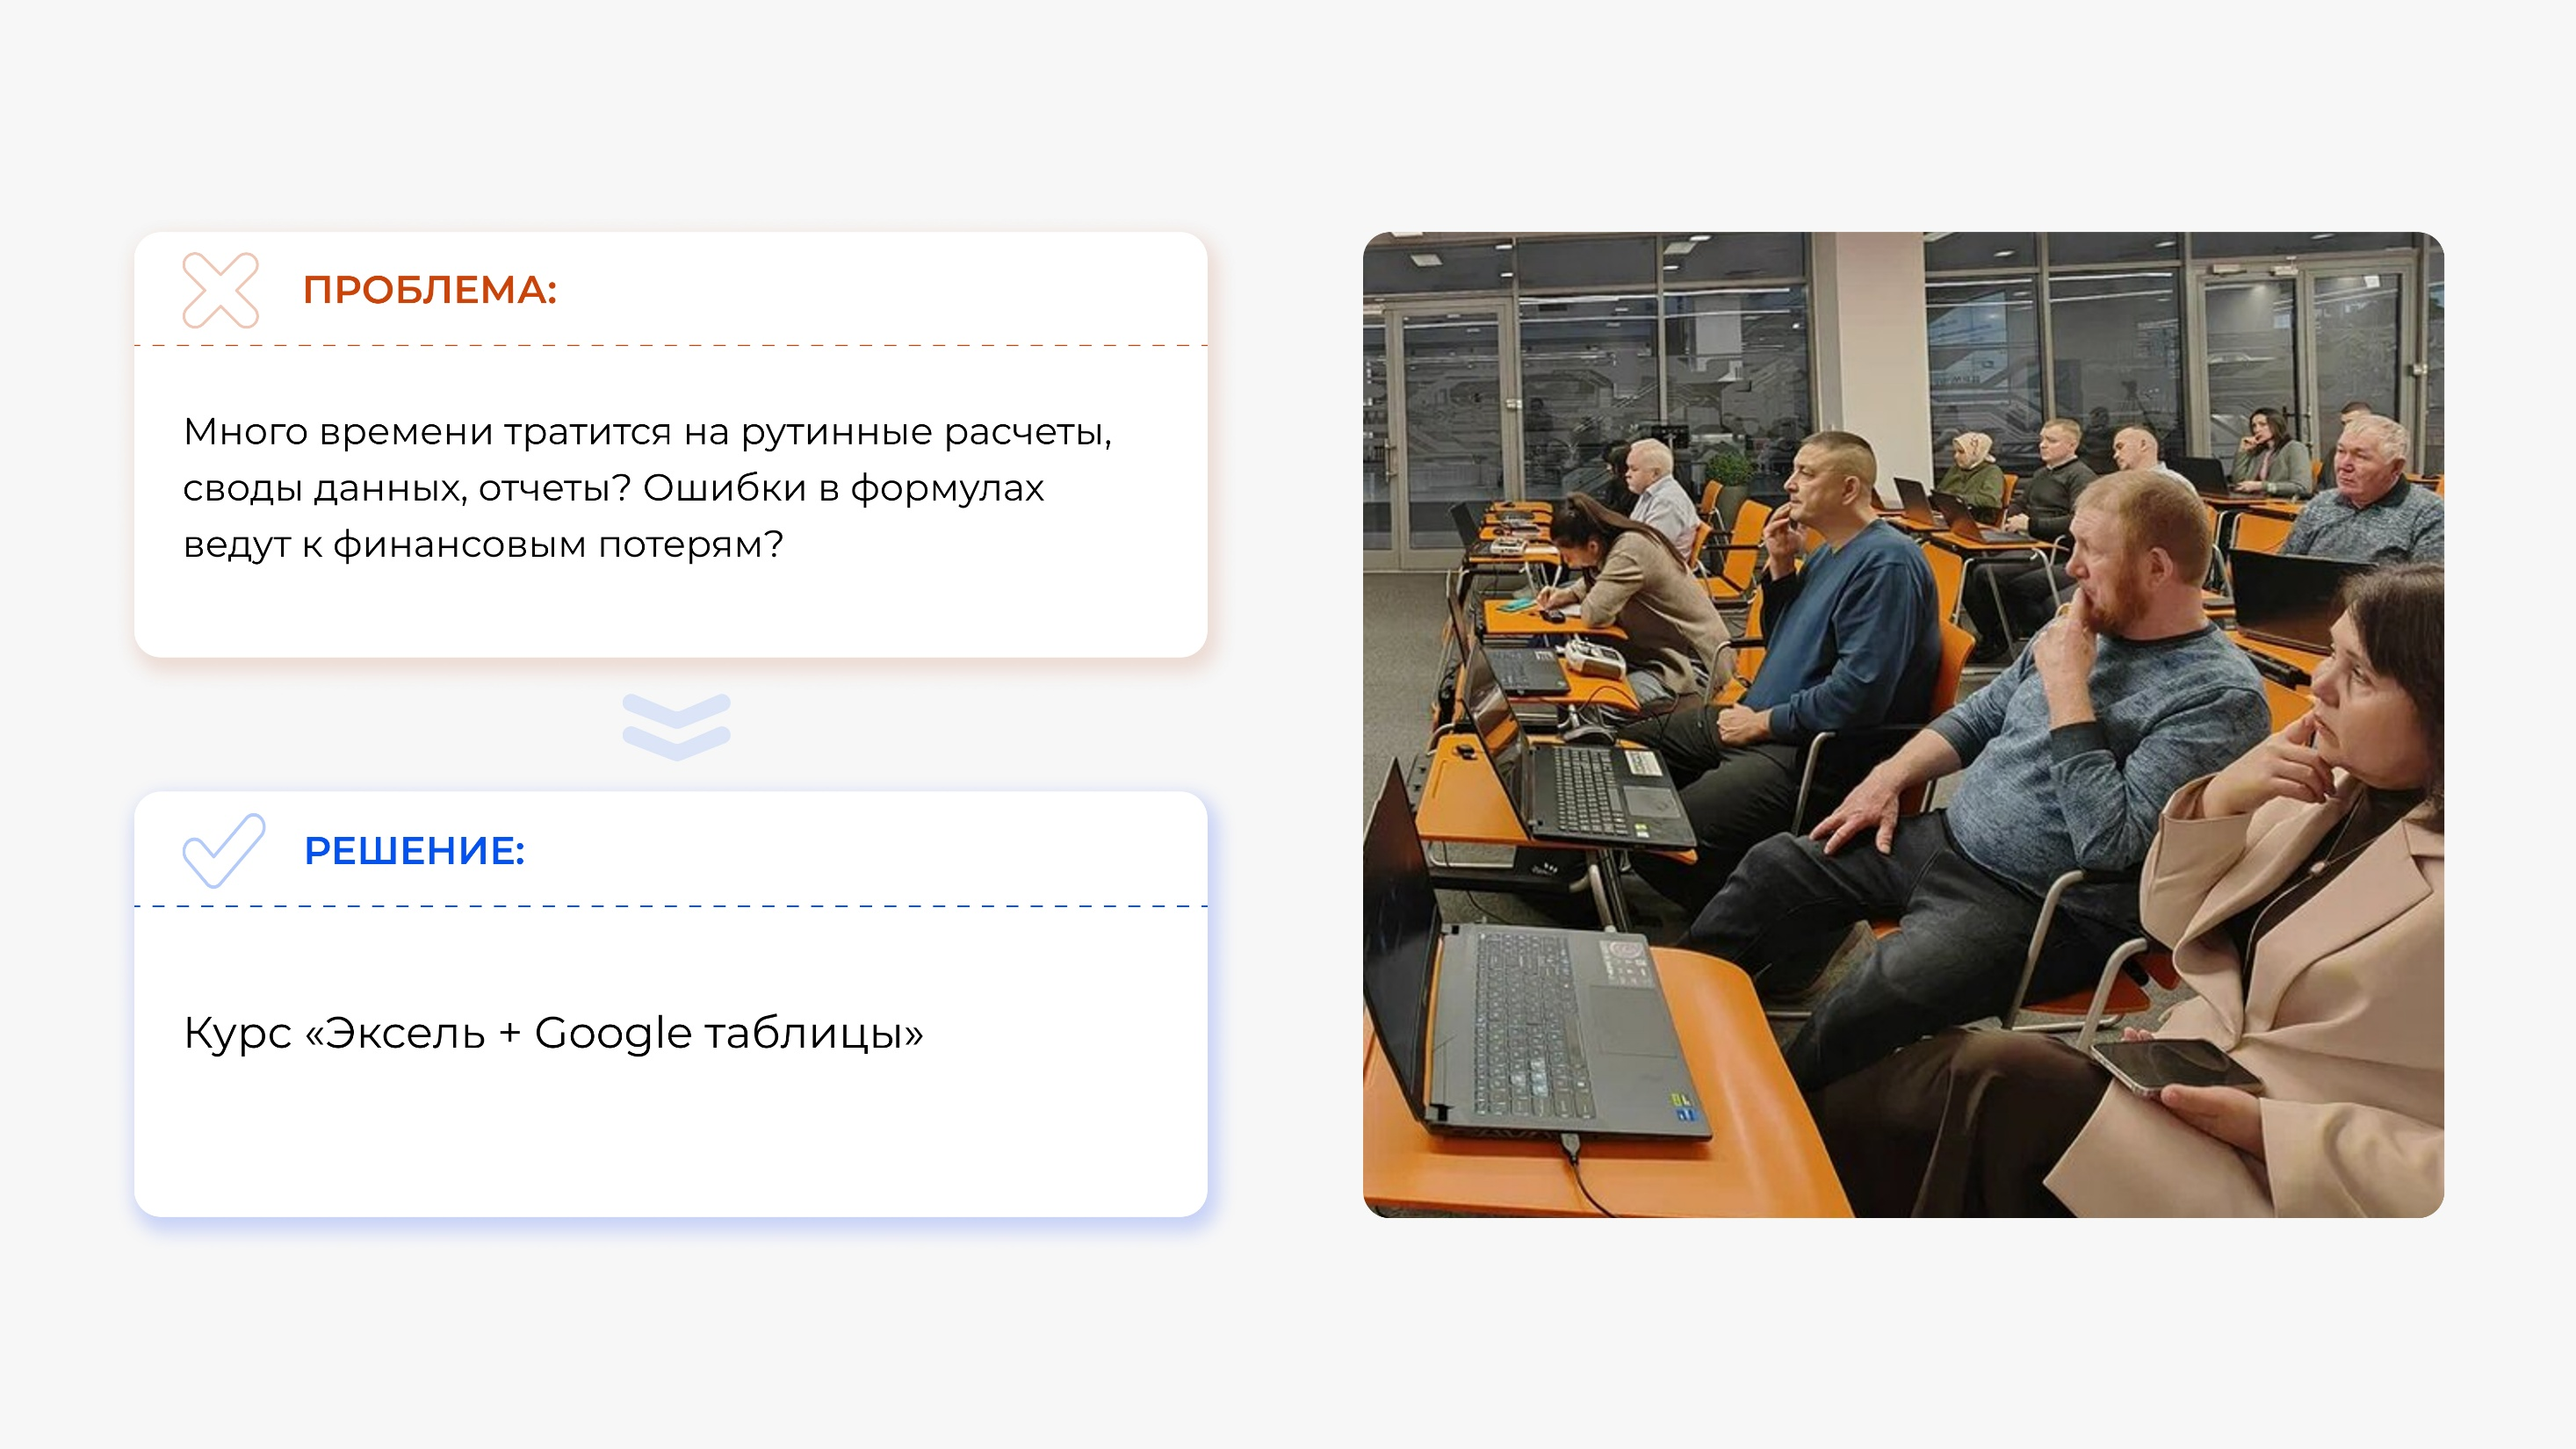 ПРОБЛЕМА:
Много времени тратится на рутинные расчеты,
своды данных, отчеты? Ошибки в формулах
ведут к финансовым потерям?
РЕШЕНИЕ:
Курс «Эксель + Google таблицы»